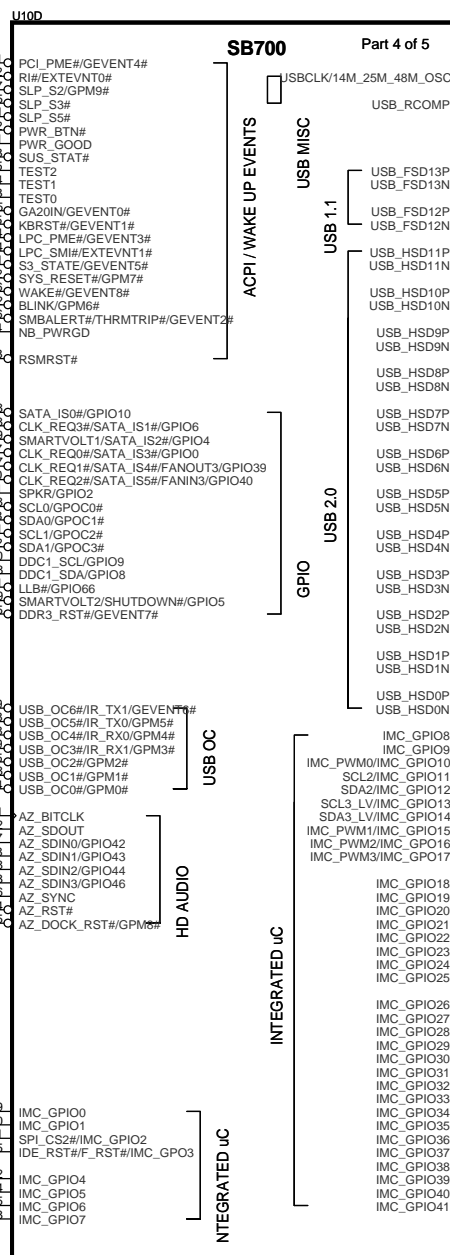 U10D
SB700
Part 4 of 5
PCI_PME#/GEVENT4#
RI#/EXTEVNT0#
SLP_S2/GPM9#
SLP_S3#
SLP_S5#
PWR_BTN#
PWR_GOOD
SUS_STAT#
TEST2
TEST1
TEST0
GA20IN/GEVENT0#
KBRST#/GEVENT1#
LPC_PME#/GEVENT3#
LPC_SMI#/EXTEVNT1#
S3_STATE/GEVENT5#
SYS_RESET#/GPM7#
WAKE#/GEVENT8#
BLINK/GPM6#
SMBALERT#/THRMTRIP#/GEVENT2#
NB_PWRGD
RSMRST#
ACPI / WAKE UP EVENTS
SATA_IS0#/GPIO10
CLK_REQ3#/SATA_IS1#/GPIO6
SMARTVOLT1/SATA_IS2#/GPIO4
CLK_REQ0#/SATA_IS3#/GPIO0
CLK_REQ1#/SATA_IS4#/FANOUT3/GPIO39
CLK_REQ2#/SATA_IS5#/FANIN3/GPIO40
SPKR/GPIO2
SCL0/GPOC0#
SDA0/GPOC1#
SCL1/GPOC2#
SDA1/GPOC3#
DDC1_SCL/GPIO9
DDC1_SDA/GPIO8
LLB#/GPIO66
SMARTVOLT2/SHUTDOWN#/GPIO5
DDR3_RST#/GEVENT7#
GPIO
USB_OC6#/IR_TX1/GEVENT6#
USB_OC5#/IR_TX0/GPM5#
USB_OC4#/IR_RX0/GPM4#
USB_OC3#/IR_RX1/GPM3#
USB_OC2#/GPM2#
USB_OC1#/GPM1#
USB_OC0#/GPM0#
USB OC
AZ_BITCLK
AZ_SDOUT
AZ_SDIN0/GPIO42
AZ_SDIN1/GPIO43
AZ_SDIN2/GPIO44
AZ_SDIN3/GPIO46
AZ_SYNC
AZ_RST#
AZ_DOCK_RST#/GPM8#
HD AUDIO
IMC_GPIO0
IMC_GPIO1
SPI_CS2#/IMC_GPIO2
IDE_RST#/F_RST#/IMC_GPO3
IMC_GPIO4
IMC_GPIO5
IMC_GPIO6
IMC_GPIO7
NTEGRATED uC
USBCLK/14M_25M_48M_OSC
USB_RCOMP
USB MISC
USB_FSD13P
USB_FSD13N
USB_FSD12P
USB_FSD12N
USB 1.1
USB_HSD11P
USB_HSD11N
USB_HSD10P
USB_HSD10N
USB_HSD9P
USB_HSD9N
USB_HSD8P
USB_HSD8N
USB_HSD7P
USB_HSD7N
USB_HSD6P
USB_HSD6N
USB_HSD5P
USB_HSD5N
USB_HSD4P
USB_HSD4N
USB_HSD3P
USB_HSD3N
USB_HSD2P
USB_HSD2N
USB_HSD1P
USB_HSD1N
USB_HSD0P
USB_HSD0N
USB 2.0
IMC_GPIO8
IMC_GPIO9
IMC_PWM0/IMC_GPIO10
SCL2/IMC_GPIO11
SDA2/IMC_GPIO12
SCL3_LV/IMC_GPIO13
SDA3_LV/IMC_GPIO14
IMC_PWM1/IMC_GPIO15
IMC_PWM2/IMC_GPO16
IMC_PWM3/IMC_GPO17
IMC_GPIO18
IMC_GPIO19
IMC_GPIO20
IMC_GPIO21
IMC_GPIO22
IMC_GPIO23
IMC_GPIO24
IMC_GPIO25
IMC_GPIO26
IMC_GPIO27
IMC_GPIO28
IMC_GPIO29
IMC_GPIO30
IMC_GPIO31
IMC_GPIO32
IMC_GPIO33
IMC_GPIO34
IMC_GPIO35
IMC_GPIO36
IMC_GPIO37
IMC_GPIO38
IMC_GPIO39
IMC_GPIO40
IMC_GPIO41
INTEGRATED uC